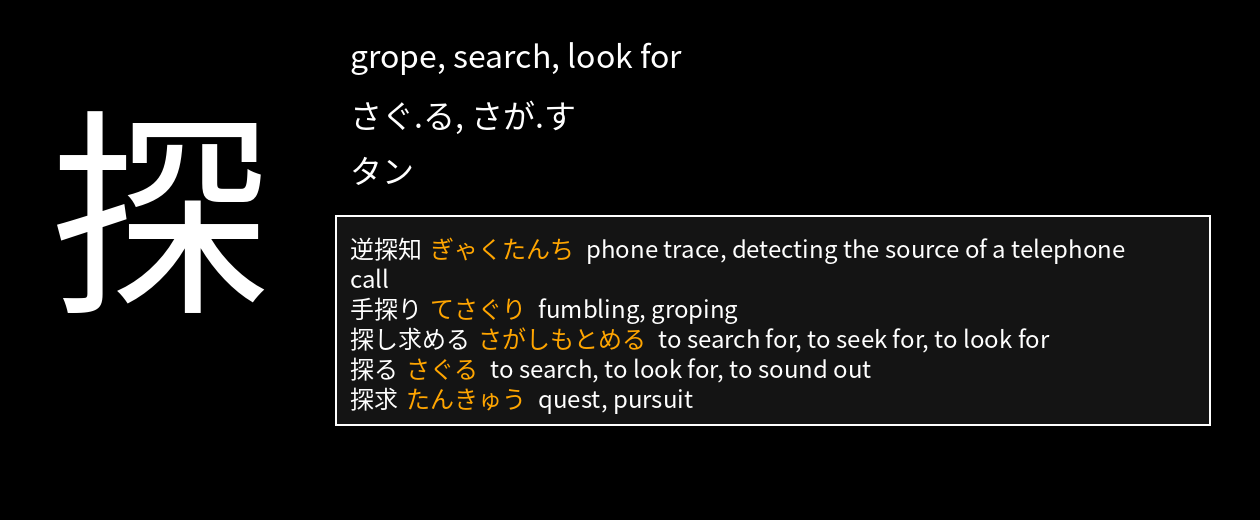 探
grope, search, look for
さぐ.る, さが.す
タン
逆探知 ぎゃくたんち phone trace, detecting the source of a telephone
call
手探り てさぐり fumbling, groping
探し求める さがしもとめる to search for, to seek for, to look for
探る さぐる to search, to look for, to sound out
探求 たんきゅう quest, pursuit